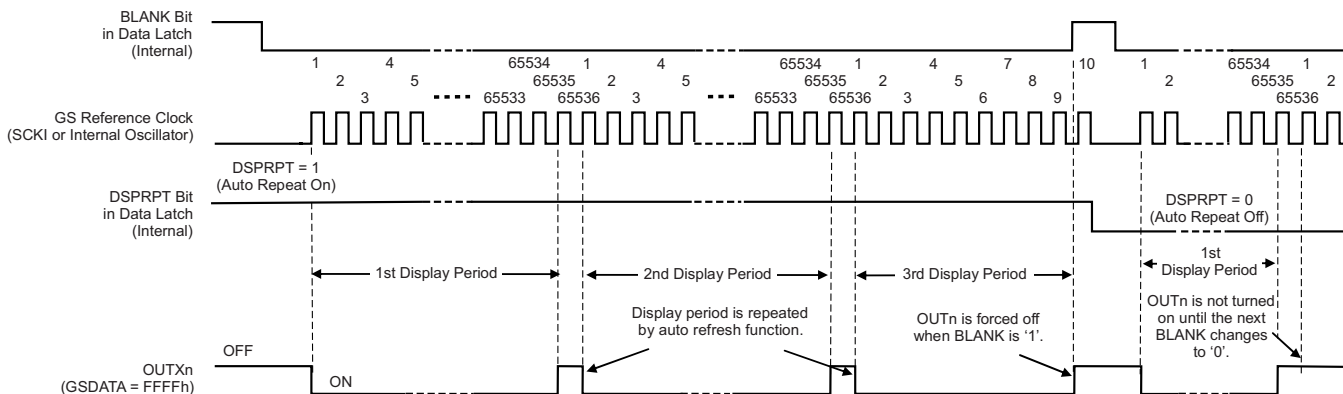 BLANK Bit
in Data Latch
(Internal)
1 4 65534 1 4 65534 1 4 7 10 1 65534 1
2 5 65535 2 5 65535 2 5 8 2 65535 2
3 65533 65536 3 65533 65536 3 6 9 65536
GS Reference Clock
(SCKI or Internal Oscillator)
DSPRPT = 1
(Auto Repeat On)
DSPRPT Bit
in Data Latch
(Internal)
DSPRPT = 0
(Auto Repeat Off)
1st Display Period
2nd Display Period
3rd Display Period
1st
Display Period
Display period is repeated
by auto refresh function.
OUTn is forced off
when BLANK is ‘1’.
OUTn is not turned
on until the next
BLANK changes
to ‘0’.
OFF
OUTXn
(GSDATA = FFFFh)
ON